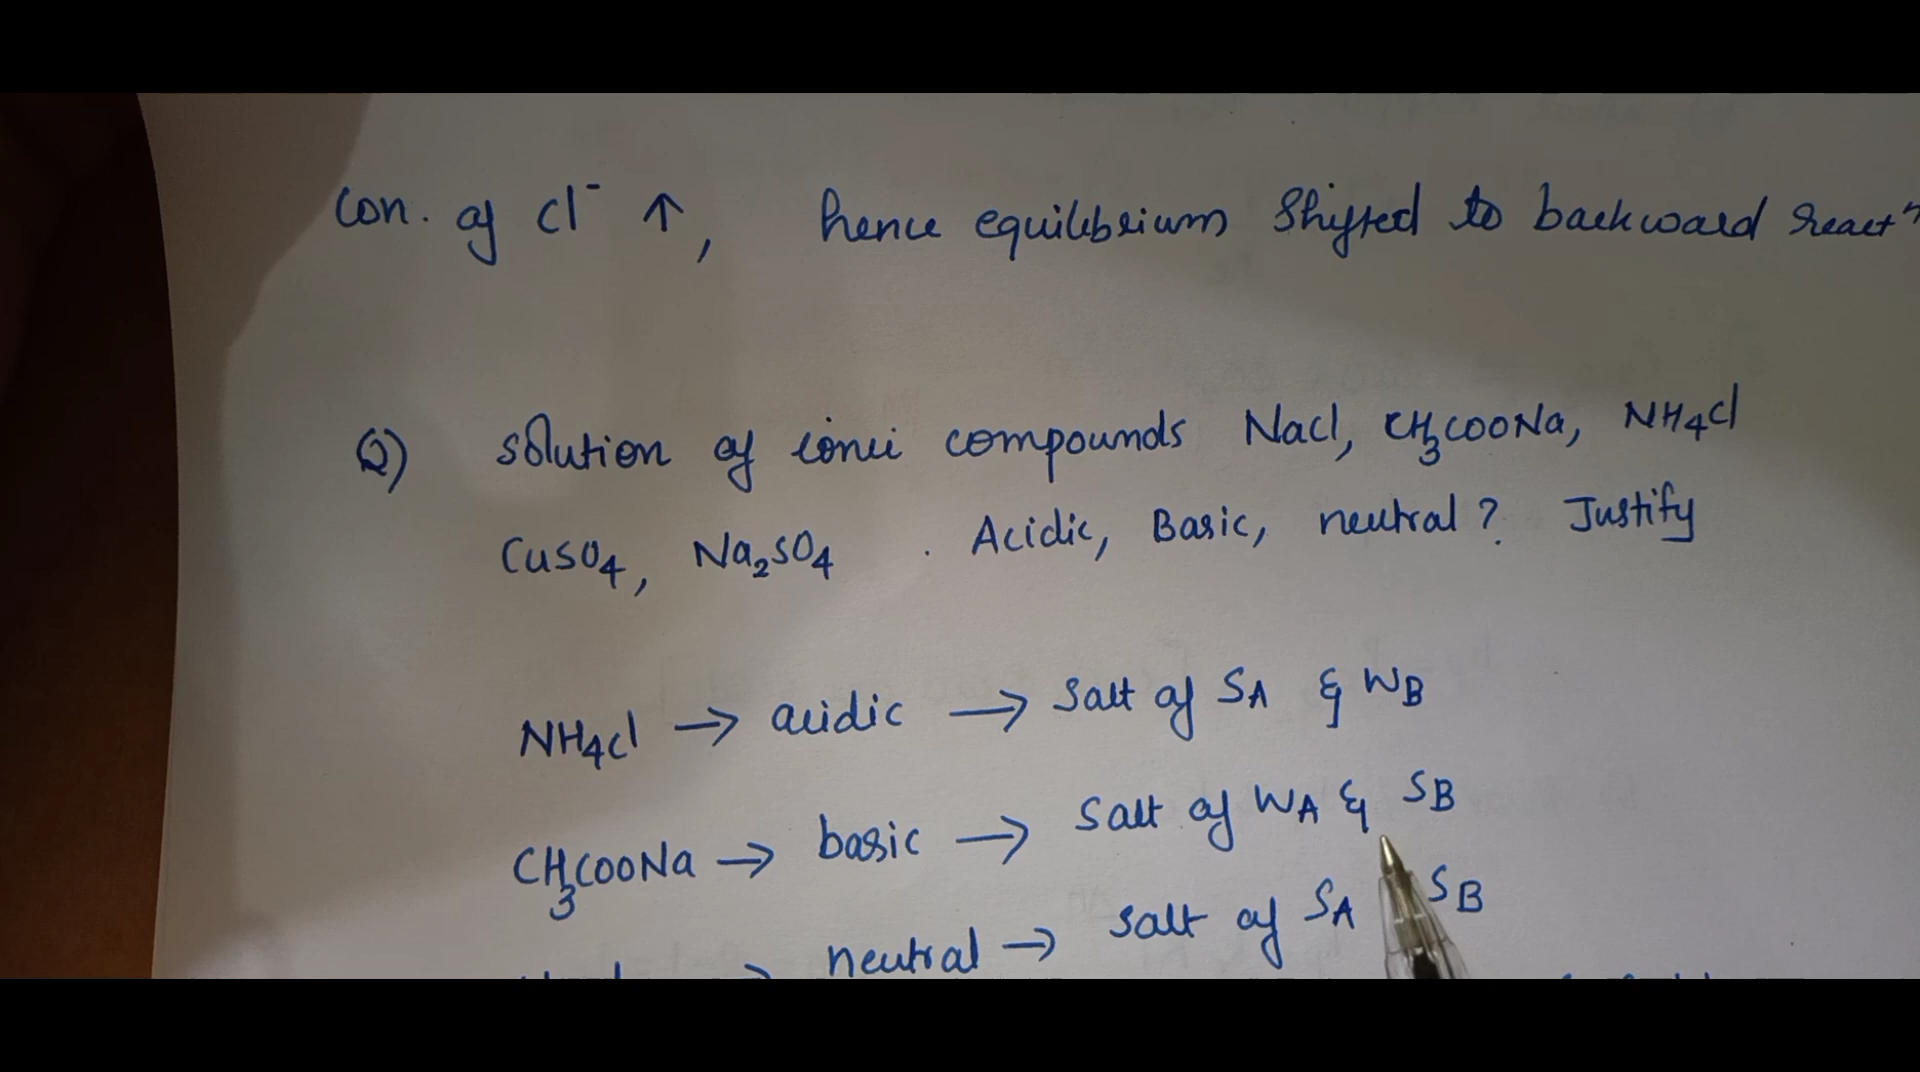 Con. of Cl⁻ ↑, hence equilibrium Shifted to backward reactⁿ
Q) solution of ionic compounds NaCl, CH₃COONa, NH₄Cl
CuSO₄, Na₂SO₄ . Acidic, Basic, neutral? Justify
NH₄Cl → acidic → Salt of SA & WB
CH₃COONa → basic → Salt of WA & SB
neutral → Salt of SA SB